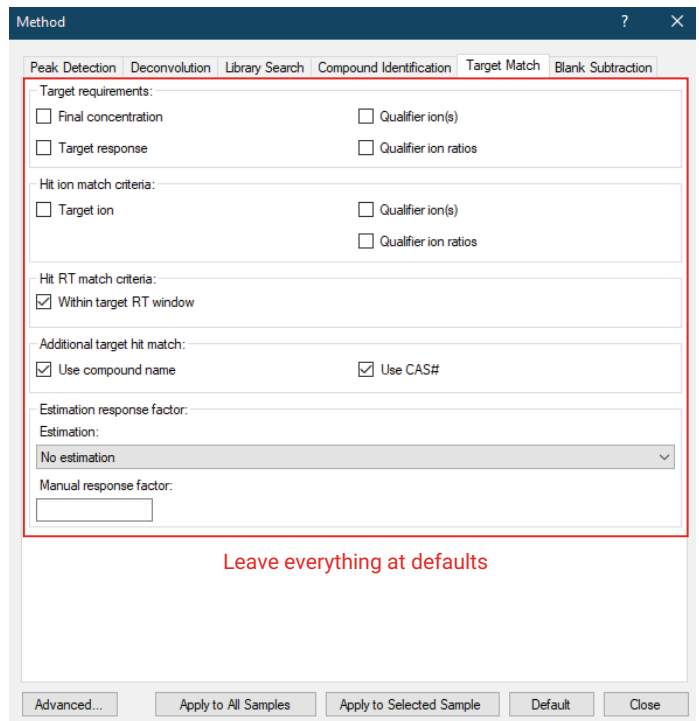 Method
?
Peak Detection Deconvolution Library Search Compound Identification Target Match Blank Subtraction
Target requirements:
Final concentration Qualifier ion(s)
Target response Qualifier ion ratios
Hit ion match criteria:
Target ion Qualifier ion(s)
Qualifier ion ratios
Hit RT match criteria:
Within target RT window
Additional target hit match:
Use compound name Use CAS#
Estimation response factor:
Estimation:
No estimation
Manual response factor:
Leave everything at defaults
Advanced... Apply to All Samples Apply to Selected Sample Default Close